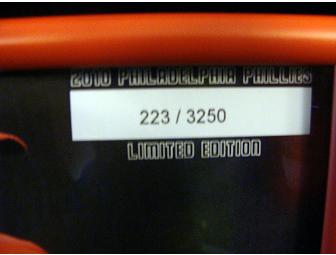 2010 PHILADELPHIA PHILLIES
223 / 3250
LIMITED EDITION